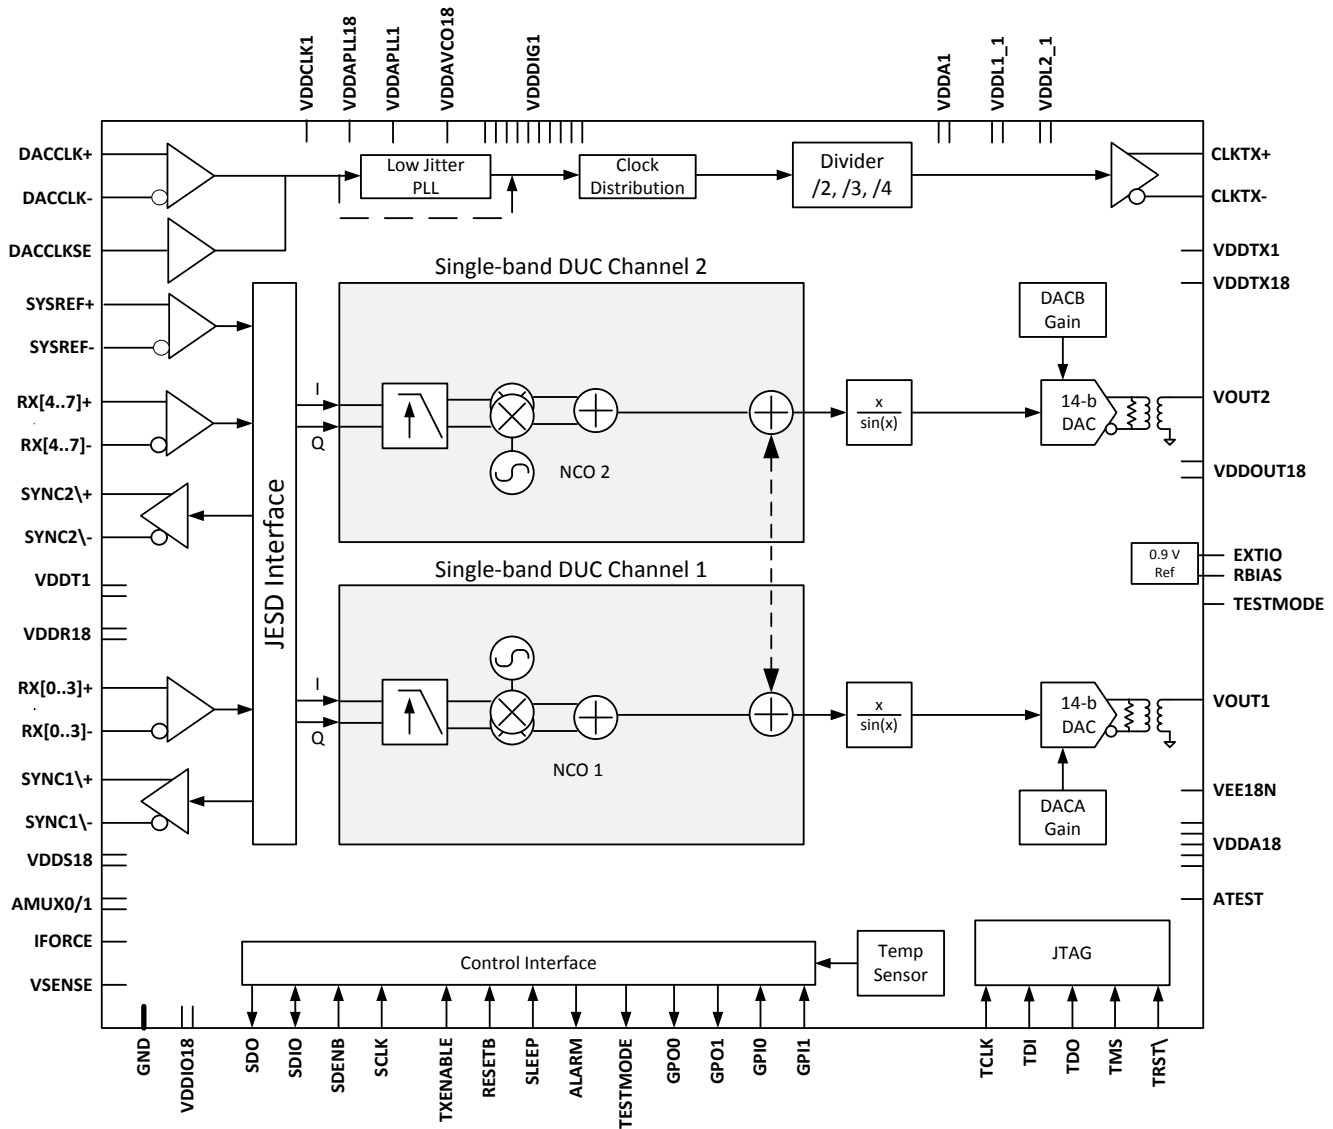 VDDCLK1
VDDAPLL18
VDDAPLL1
VDDAVCO18
VDDDIG1
VDDA1
VDDL1_1
VDDL2_1
DACCLK+
DACCLK-
DACCLKSE
SYSREF+
SYSREF-
RX[4..7]+
RX[4..7]-
SYNC2\+
SYNC2\-
VDDT1
VDDR18
RX[0..3]+
RX[0..3]-
SYNC1\+
SYNC1\-
VDDS18
AMUX0/1
IFORCE
VSENSE
Low Jitter
PLL
Clock
Distribution
Divider
/2, /3, /4
JESD Interface
Single-band DUC Channel 2
I
Q
NCO 2
x
sin(x)
DACB
Gain
14-b
DAC
Single-band DUC Channel 1
I
Q
NCO 1
x
sin(x)
14-b
DAC
DACA
Gain
0.9 V
Ref
Control Interface
Temp
Sensor
JTAG
CLKTX+
CLKTX-
VDDTX1
VDDTX18
VOUT2
VDDOUT18
EXTIO
RBIAS
TESTMODE
VOUT1
VEE18N
VDDA18
ATEST
GND
VDDIO18
SDO
SDIO
SDENB
SCLK
TXENABLE
RESETB
SLEEP
ALARM
TESTMODE
GPO0
GPO1
GPI0
GPI1
TCLK
TDI
TDO
TMS
TRST\